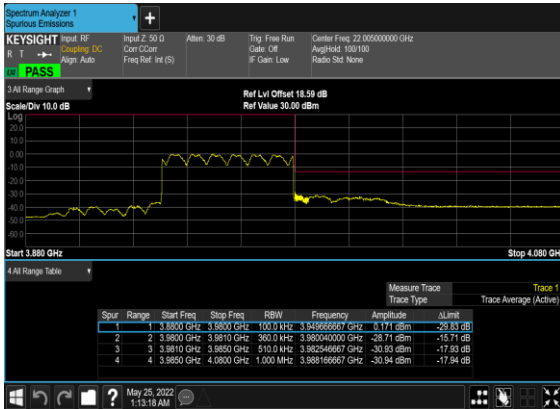 Spectrum Analyzer 1
Spurious Emissions
KEYSIGHT Input: RF Input Z: 50 Ω Atten: 30 dB Trig: Free Run Center Freq: 22.005000000 GHz
R T Coupling: DC Corr CCorr Gate: Off Avg|Hold: 100/100
Align: Auto Freq Ref: Int (S) IF Gain: Low Radio Std: None
LXI PASS
3 All Range Graph
Ref Lvl Offset 18.59 dB
Scale/Div 10.0 dB Ref Value 30.00 dBm
Log
20.0
10.0
0.00
-10.0
-20.0
-30.0
-40.0
-50.0
-60.0
Start 3.880 GHz Stop 4.080 GH
4 All Range Table
Measure Trace Trace 1
Trace Type Trace Average (Active)
Spur Range Start Freq Stop Freq RBW Frequency Amplitude ΔLimit
1 1 3.8800 GHz 3.9800 GHz 100.0 kHz 3.949666667 GHz 0.171 dBm -29.83 dB
2 2 3.9800 GHz 3.9810 GHz 360.0 kHz 3.980040000 GHz -28.71 dBm -15.71 dB
3 3 3.9810 GHz 3.9850 GHz 510.0 kHz 3.982546667 GHz -30.93 dBm -17.93 dB
4 4 3.9850 GHz 4.0800 GHz 1.000 MHz 3.988166667 GHz -30.94 dBm -17.94 dB
May 25, 2022
1:13:18 AM